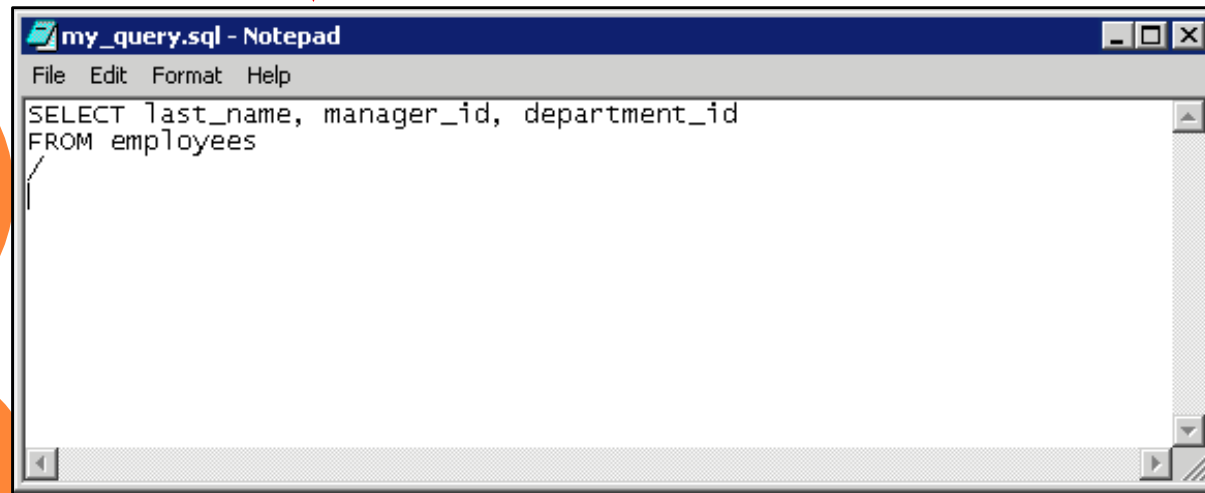 my_query.sql - Notepad
File Edit Format Help
SELECT last_name, manager_id, department_id
FROM employees
/